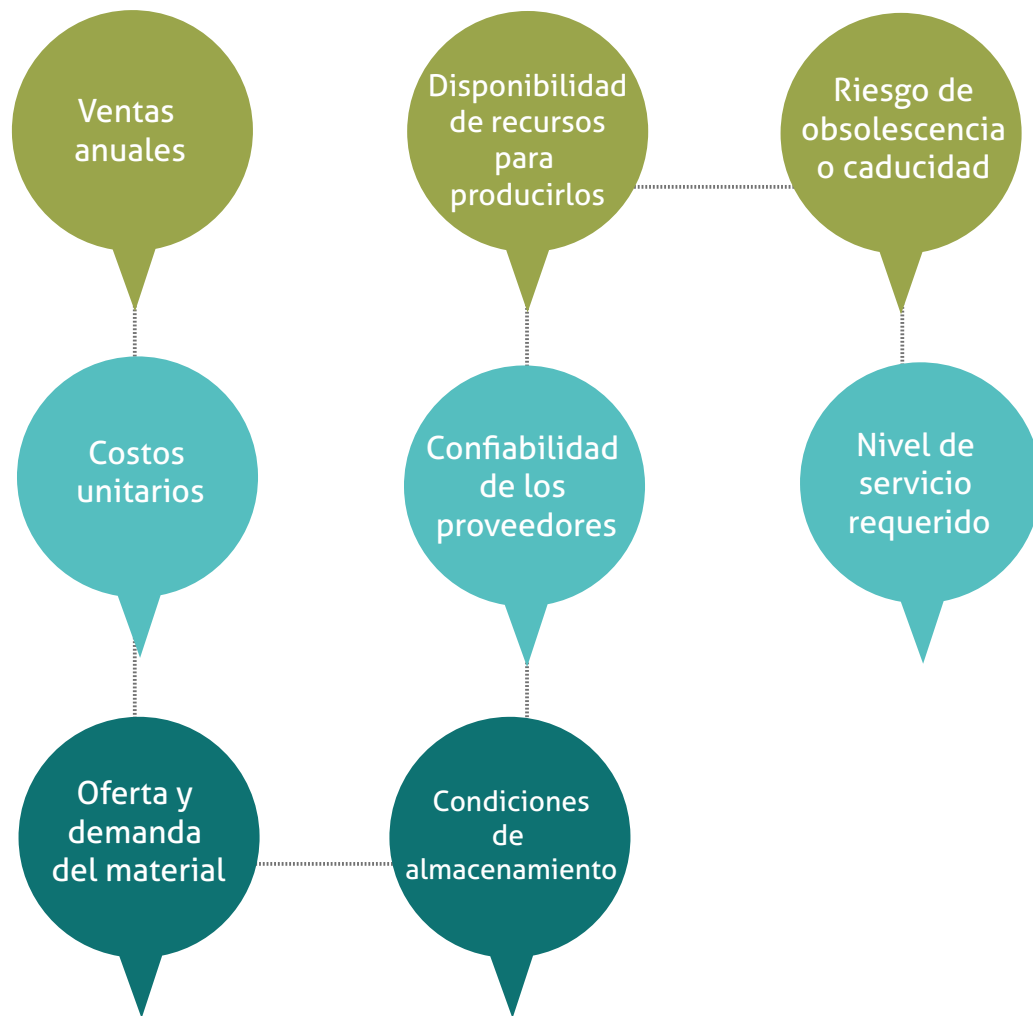 Ventas
anuales
Costos
unitarios
Oferta y
demanda
del material
Condiciones
de
almacenamiento
Confiabilidad
de los
proveedores
Disponibilidad
de recursos
para
producirlos
Riesgo de
obsolescencia
o caducidad
Nivel de
servicio
requerido